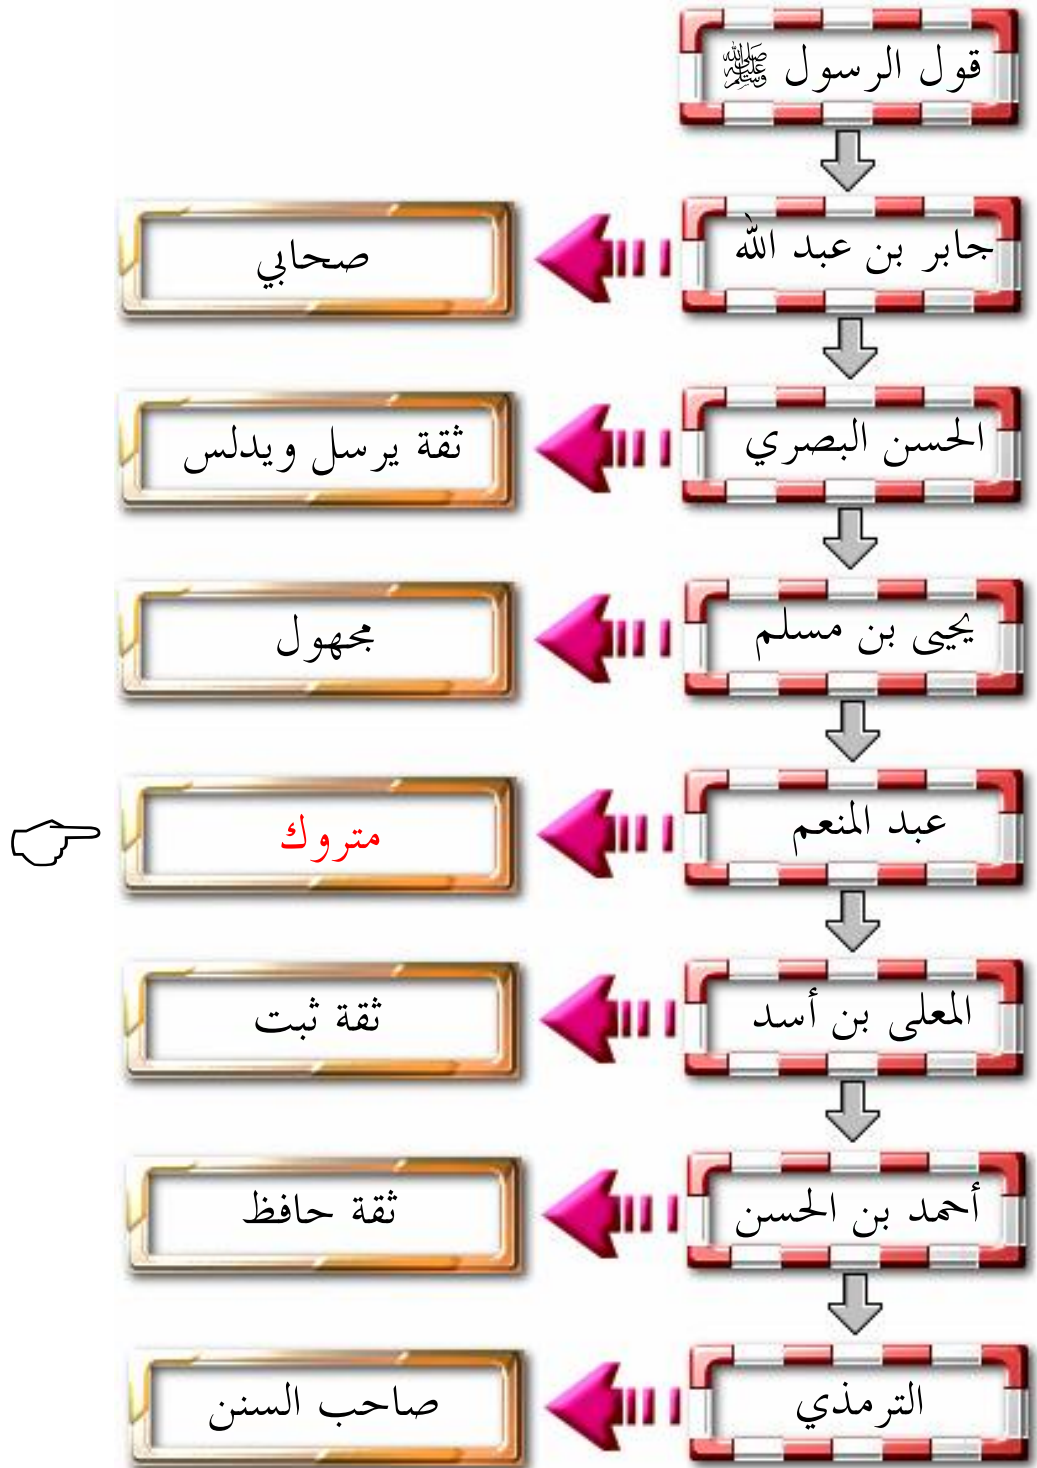 قول الرسول ﷺ
جابر بن عبد الله
صحابي
الحسن البصري
ثقة يرسل ويدلس
يحيى بن مسلم
مجهول
عبد المنعم
متروك
المعلى بن أسد
ثقة ثبت
أحمد بن الحسن
ثقة حافظ
الترمذي
صاحب السنن